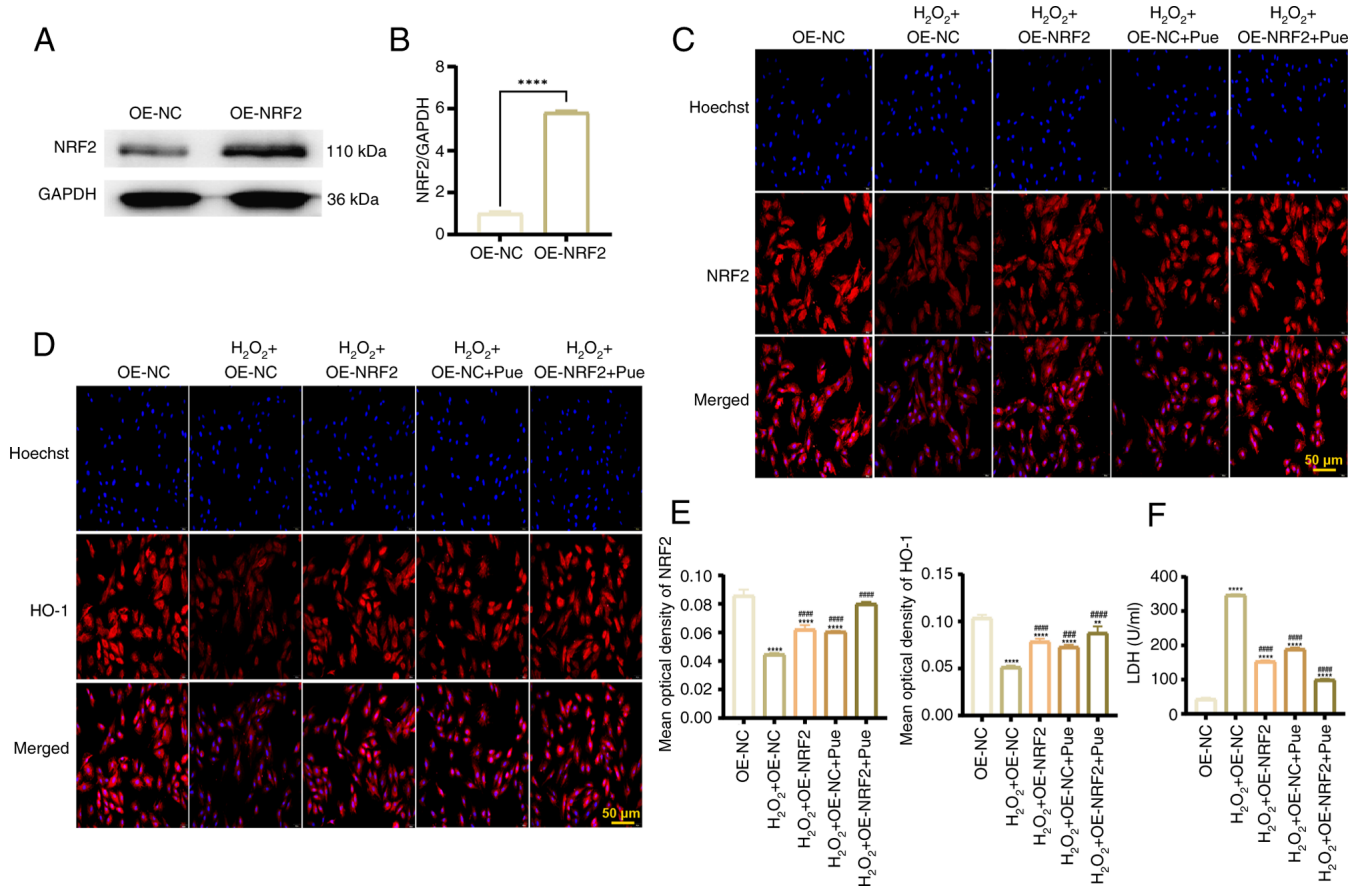 A
OE-NC OE-NRF2
NRF2 110 kDa
GAPDH 36 kDa
B
NRF2/GAPDH
8
6
4
2
0
****
OE-NC OE-NRF2
C
OE-NC
H₂O₂+
OE-NC
H₂O₂+
OE-NRF2
H₂O₂+
OE-NC+Pue
H₂O₂+
OE-NRF2+Pue
Hoechst
NRF2
Merged
50 µm
D
OE-NC
H₂O₂+
OE-NC
H₂O₂+
OE-NRF2
H₂O₂+
OE-NC+Pue
H₂O₂+
OE-NRF2+Pue
Hoechst
HO-1
Merged
50 µm
E
Mean optical density of NRF2
0.10
0.08
0.06
0.04
0.02
0.00
****
####
****
####
****
####
OE-NC
H₂O₂+OE-NC
H₂O₂+OE-NRF2
H₂O₂+OE-NC+Pue
H₂O₂+OE-NRF2+Pue
Mean optical density of HO-1
0.15
0.10
0.05
0.00
****
####
****
###
****
####
**
OE-NC
H₂O₂+OE-NC
H₂O₂+OE-NRF2
H₂O₂+OE-NC+Pue
H₂O₂+OE-NRF2+Pue
F
LDH (U/ml)
400
300
200
100
0
****
####
****
####
****
####
****
OE-NC
H₂O₂+OE-NC
H₂O₂+OE-NRF2
H₂O₂+OE-NC+Pue
H₂O₂+OE-NRF2+Pue